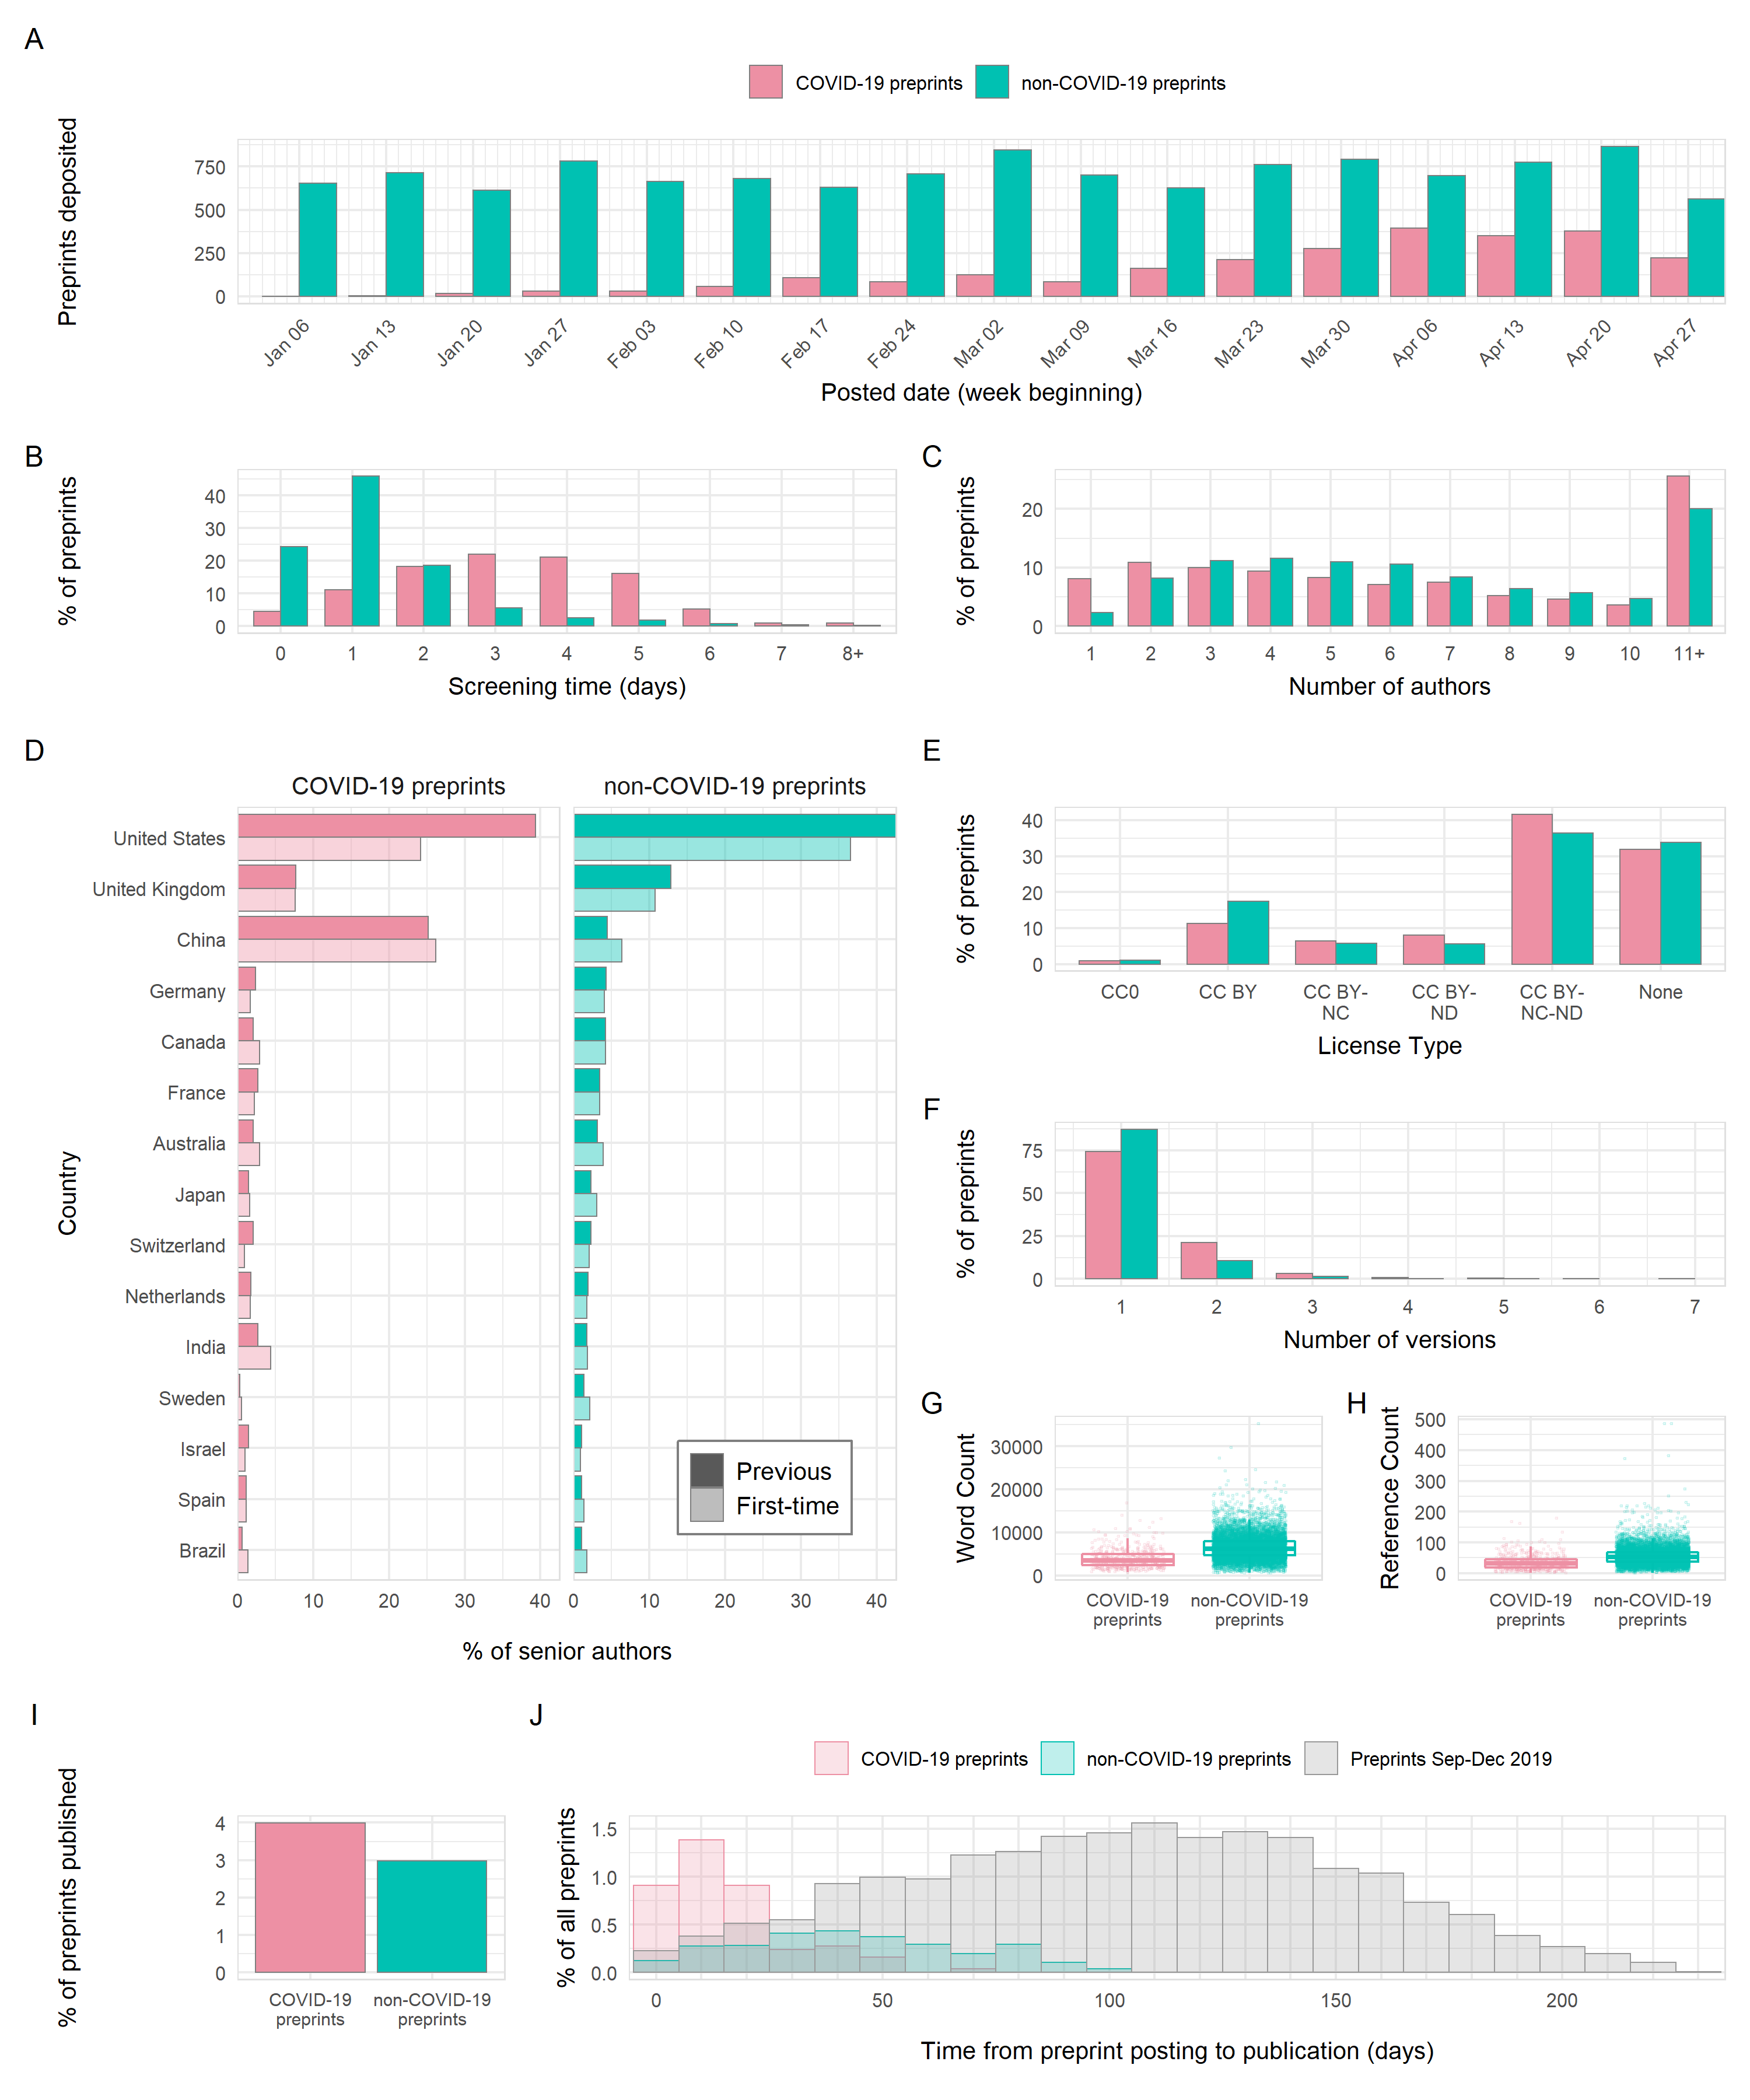 A
COVID-19 preprints
non-COVID-19 preprints
Preprints deposited
750
500
250
0
Jan 06
Jan 13
Jan 20
Jan 27
Feb 03
Feb 10
Feb 17
Feb 24
Mar 02
Mar 09
Mar 16
Mar 23
Mar 30
Apr 06
Apr 13
Apr 20
Apr 27
Posted date (week beginning)
B
% of preprints
40
30
20
10
0
0 1 2 3 4 5 6 7 8+
Screening time (days)
C
% of preprints
20
10
0
1 2 3 4 5 6 7 8 9 10 11+
Number of authors
D
COVID-19 preprints
non-COVID-19 preprints
Country
United States
United Kingdom
China
Germany
Canada
France
Australia
Japan
Switzerland
Netherlands
India
Sweden
Israel
Spain
Brazil
Previous
First-time
0 10 20 30 40
0 10 20 30 40
% of senior authors
E
% of preprints
40
30
20
10
0
CC0
CC BY
CC BY-
NC
CC BY-
ND
CC BY-
NC-ND
None
License Type
F
% of preprints
75
50
25
0
1 2 3 4 5 6 7
Number of versions
G
Word Count
30000
20000
10000
0
COVID-19
preprints
non-COVID-19
preprints
H
Reference Count
500
400
300
200
100
0
COVID-19
preprints
non-COVID-19
preprints
I
% of preprints published
4
3
2
1
0
COVID-19
preprints
non-COVID-19
preprints
J
COVID-19 preprints
non-COVID-19 preprints
Preprints Sep-Dec 2019
% of all preprints
1.5
1.0
0.5
0.0
0 50 100 150 200
Time from preprint posting to publication (days)